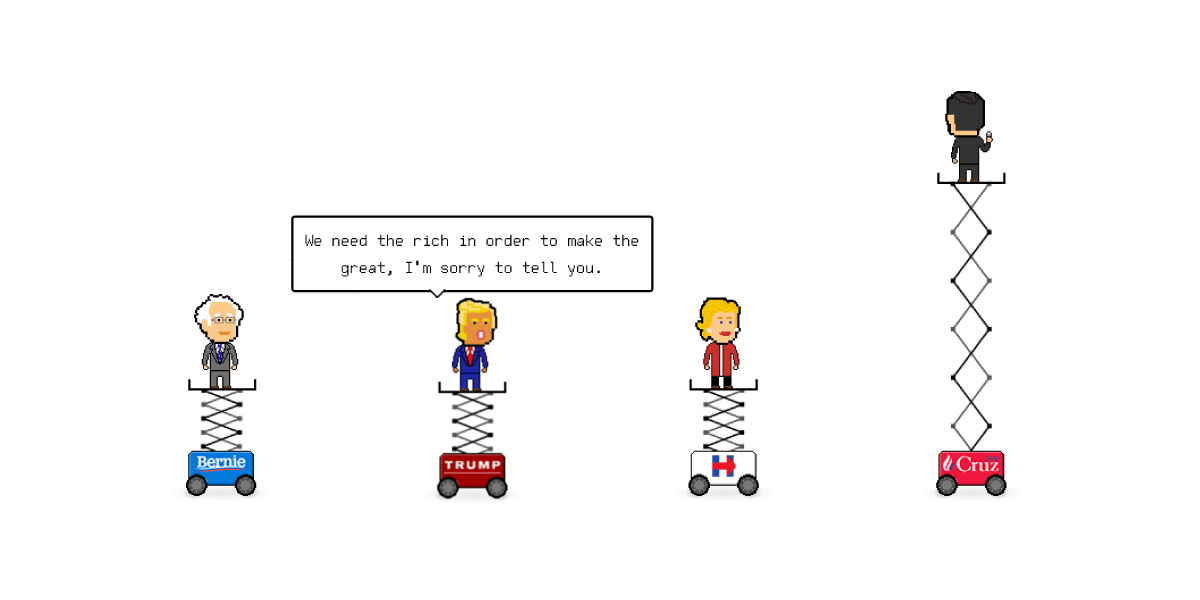 We need the rich in order to make the
great, I'm sorry to tell you.
Bernie
TRUMP
H
Cruz